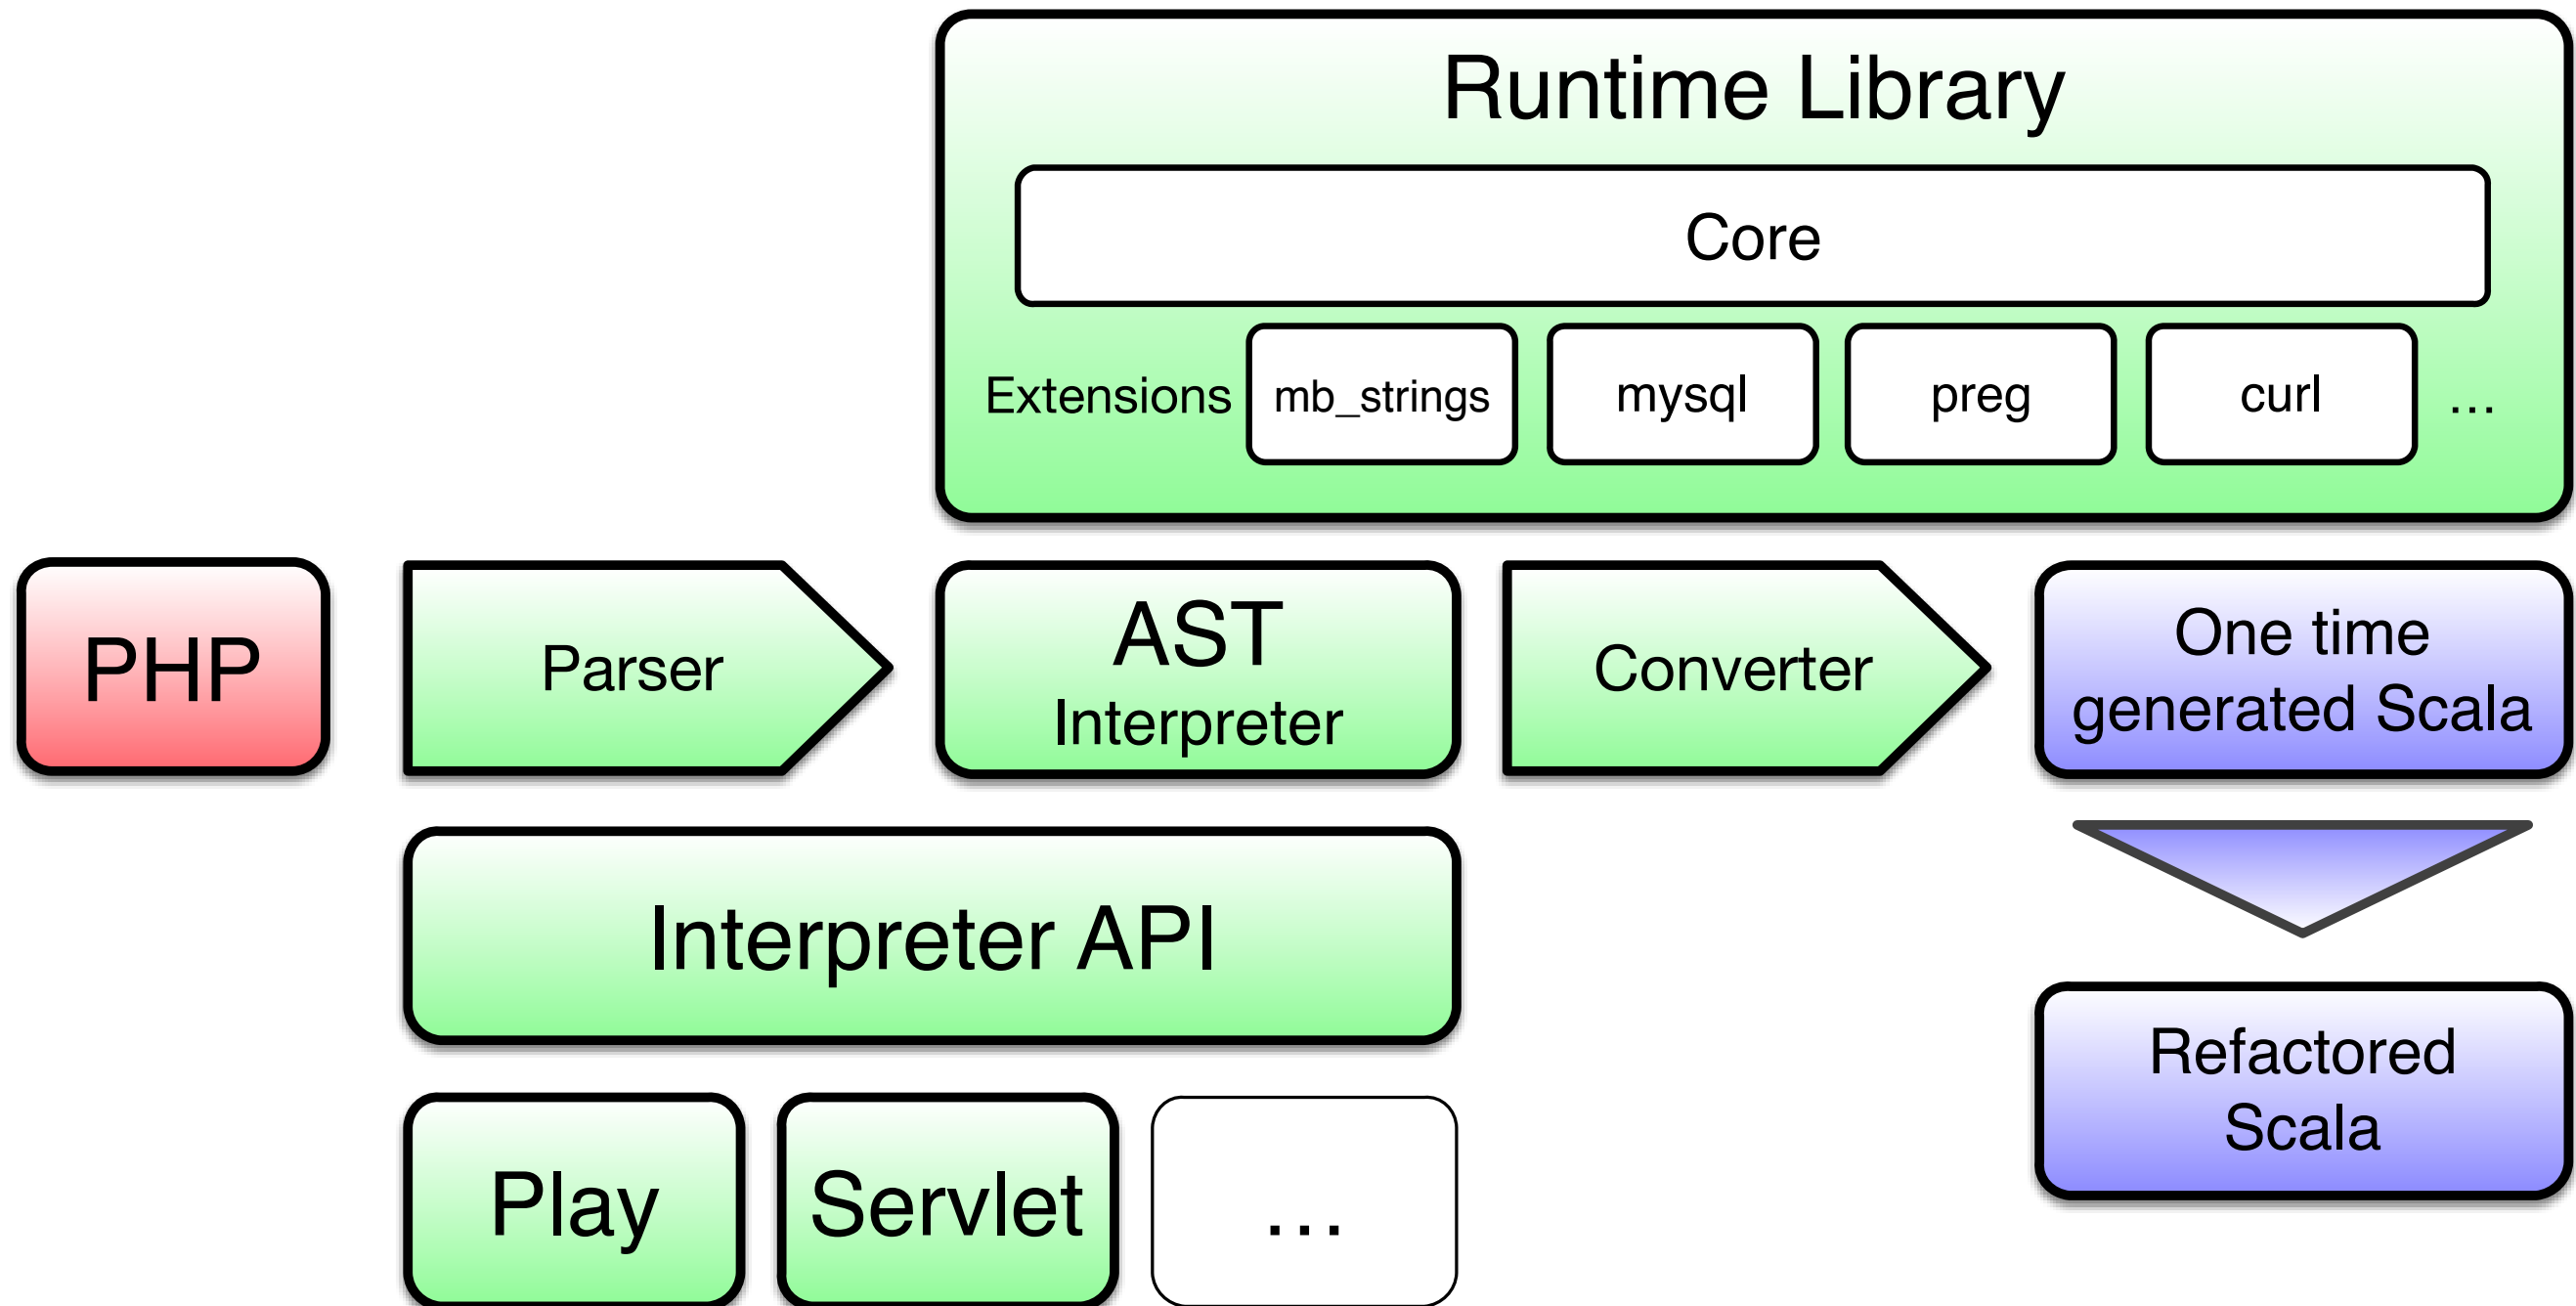 Runtime Library
Core
Extensions
mb_strings
mysql
preg
curl
...
PHP
Parser
AST
Interpreter
Converter
One time
generated Scala
Interpreter API
Refactored
Scala
Play
Servlet
...